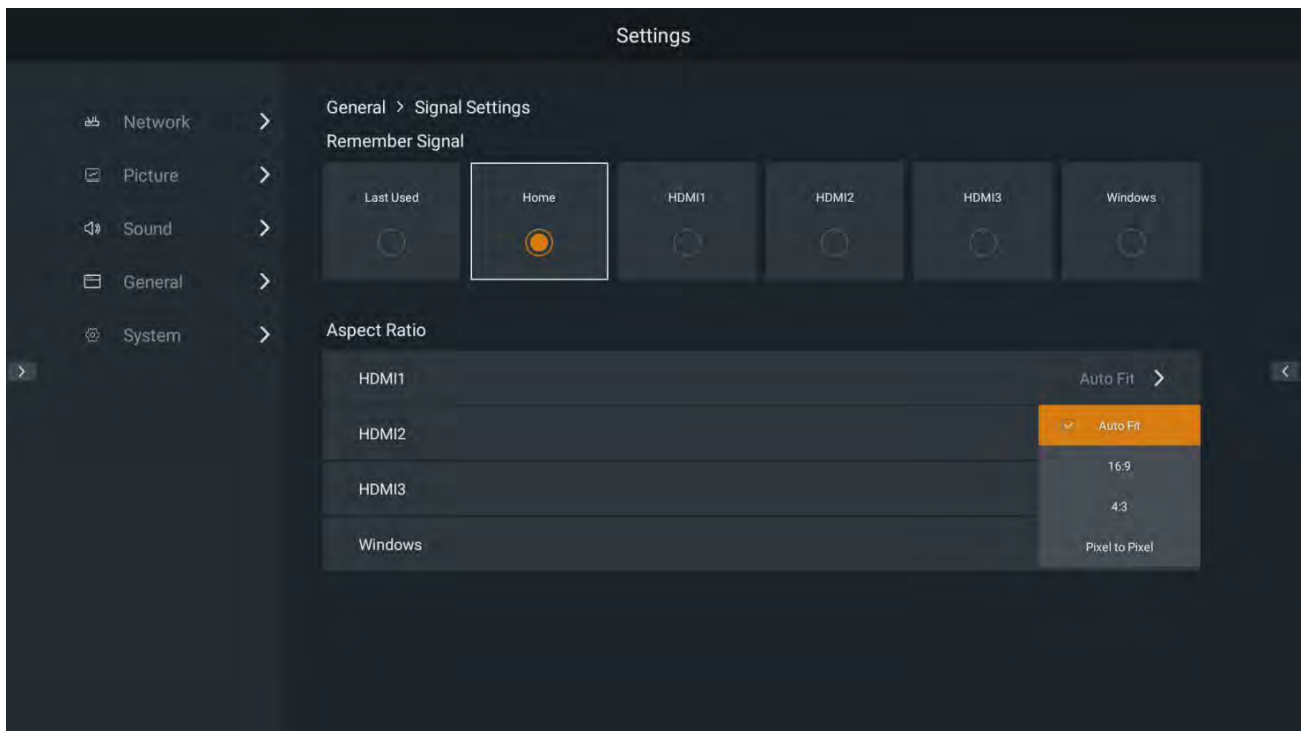 Settings
Network
Picture
Sound
General
System
General > Signal Settings
Remember Signal
Last Used
Home
HDMI1
HDMI2
HDMI3
Windows
Aspect Ratio
HDMI1
Auto Fit
HDMI2
HDMI3
Windows
Auto Fit
16:9
4:3
Pixel to Pixel